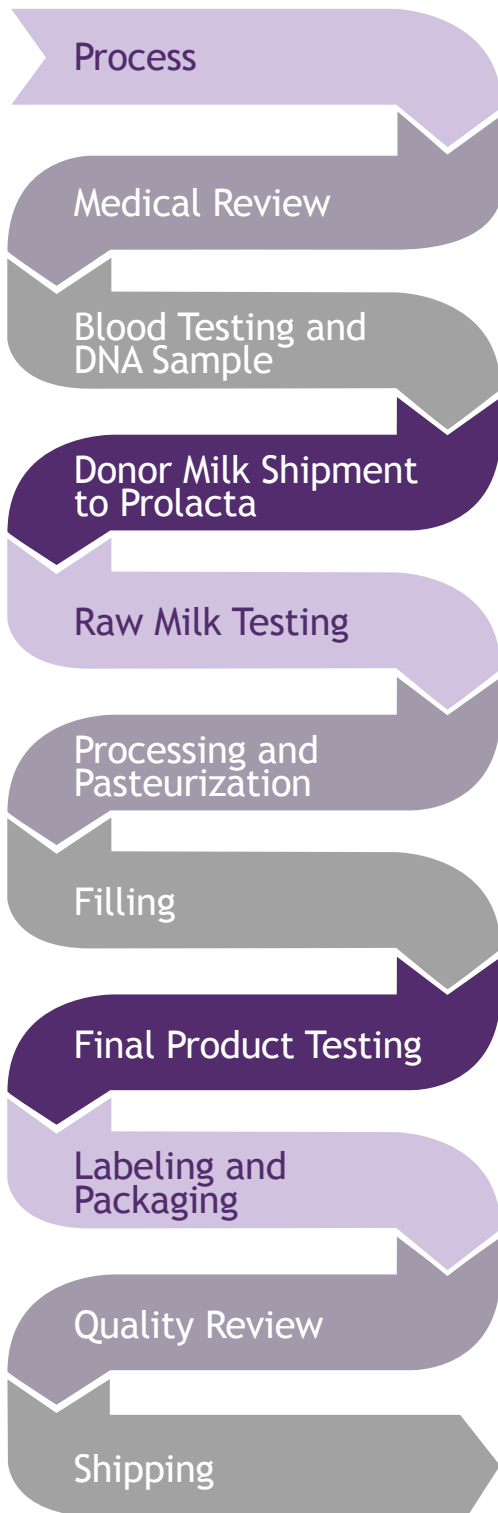 Process
Medical Review
Blood Testing and
DNA Sample
Donor Milk Shipment
to Prolacta
Raw Milk Testing
Processing and
Pasteurization
Filling
Final Product Testing
Labeling and
Packaging
Quality Review
Shipping